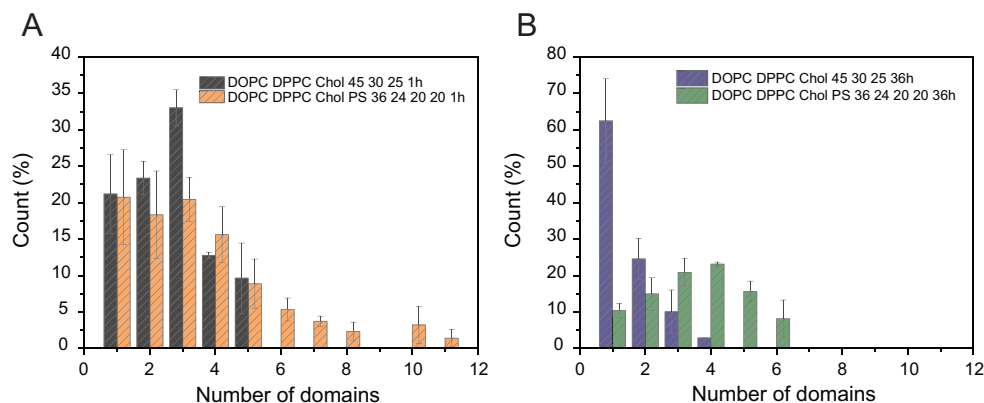 A
DOPC DPPC Chol 45 30 25 1h
DOPC DPPC Chol PS 36 24 20 20 1h
Count (%)
40
35
30
25
20
15
10
5
0
0 2 4 6 8 10 12
Number of domains
B
DOPC DPPC Chol 45 30 25 36h
DOPC DPPC Chol PS 36 24 20 20 36h
Count (%)
80
70
60
50
40
30
20
10
0
0 2 4 6 8 10 12
Number of domains